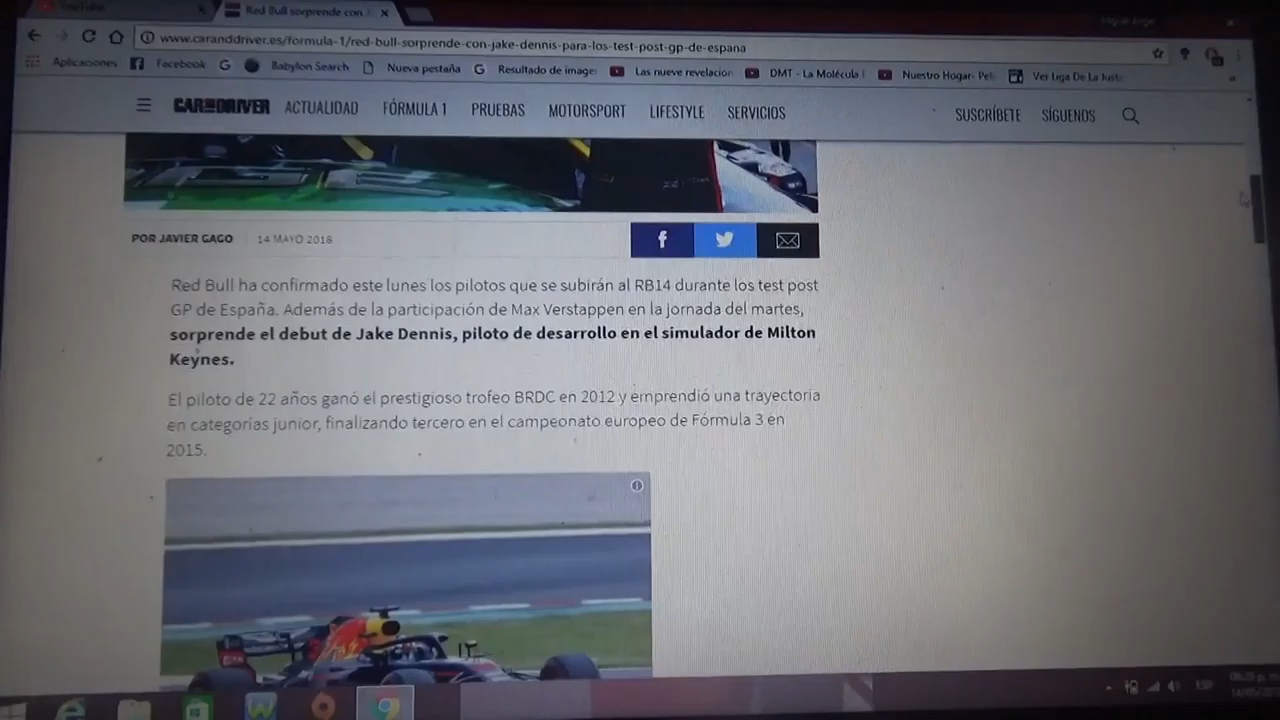 YouTube
Red Bull sorprende con J
www.caranddriver.es/formula-1/red-bull-sorprende-con-jake-dennis-para-los-test-post-gp-de-espana
Aplicaciones Facebook Babylon Search Nueva pestaña Resultado de image Las nueve revelacion DMT - La Molécula Nuestro Hogar- Pel Ver Liga De La Justic
CAR AND DRIVER ACTUALIDAD FÓRMULA 1 PRUEBAS MOTORSPORT LIFESTYLE SERVICIOS SUSCRÍBETE SÍGUENOS
POR JAVIER GAGO 14 MAYO 2018
Red Bull ha confirmado este lunes los pilotos que se subirán al RB14 durante los test post
GP de España. Además de la participación de Max Verstappen en la jornada del martes,
sorprende el debut de Jake Dennis, piloto de desarrollo en el simulador de Milton
Keynes.
El piloto de 22 años ganó el prestigioso trofeo BRDC en 2012 y emprendió una trayectoria
en categorías junior, finalizando tercero en el campeonato europeo de Fórmula 3 en
2015.
ESP